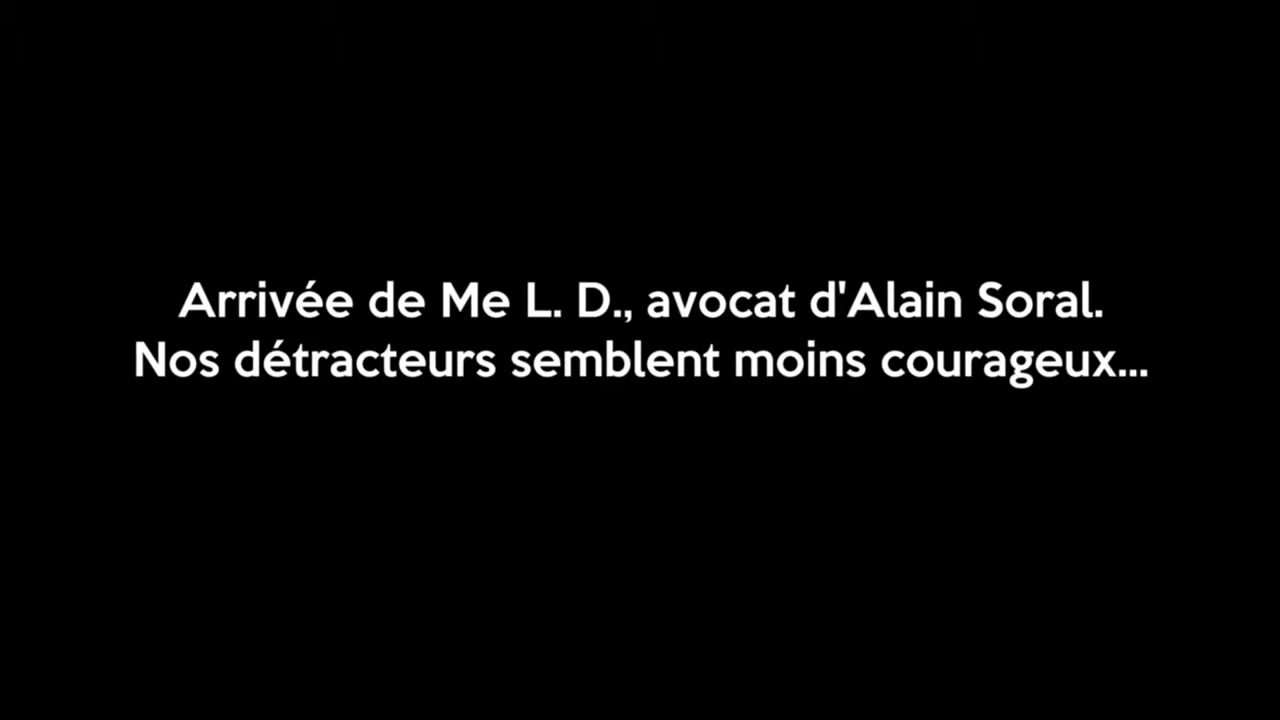 Arrivée de Me L. D., avocat d'Alain Soral.
Nos détracteurs semblent moins courageux...